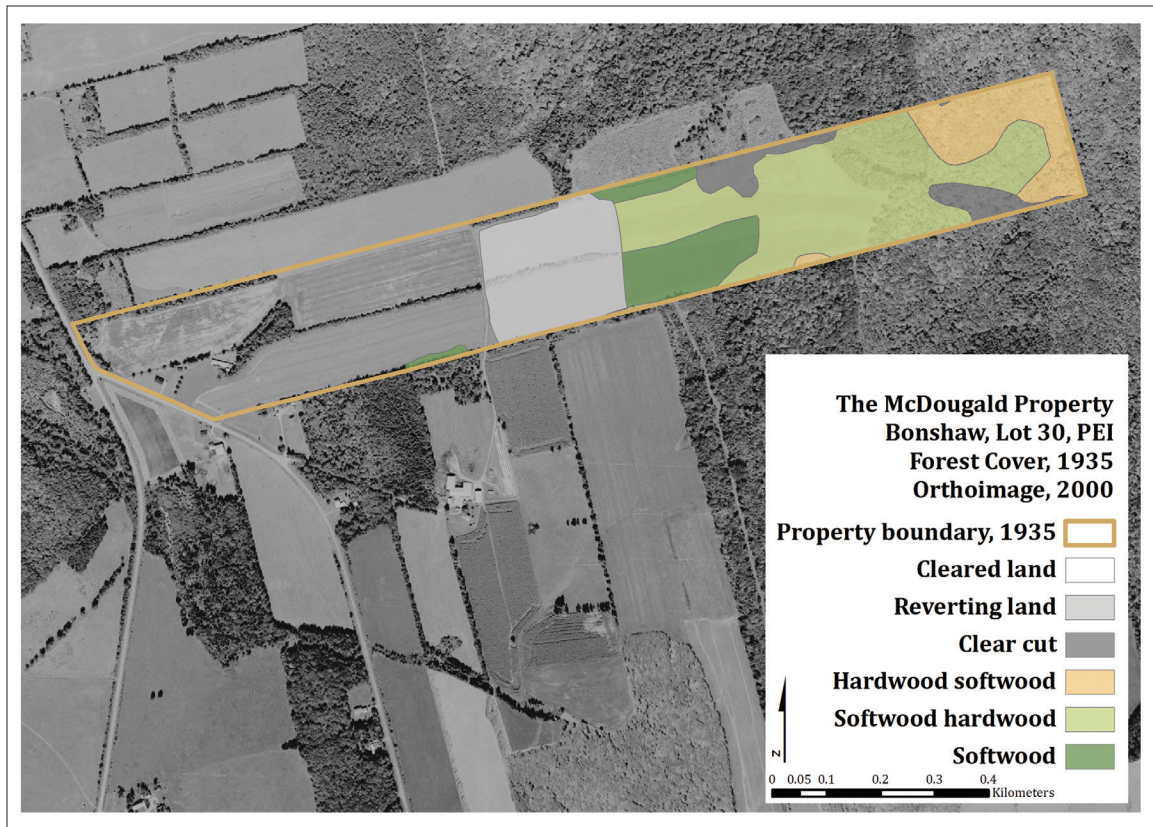 The McDougald Property
Bonshaw, Lot 30, PEI
Forest Cover, 1935
Orthoimage, 2000
Property boundary, 1935
Cleared land
Reverting land
Clear cut
Hardwood softwood
Softwood hardwood
Softwood
N
0 0.05 0.1 0.2 0.3 0.4
Kilometers